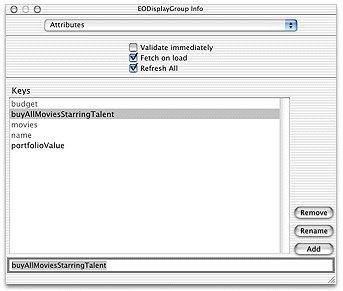 EODisplayGroup Info
Attributes
Validate immediately
Fetch on load
Refresh All
Keys
budget
buyAllMoviesStarringTalent
movies
name
portfolioValue
Remove
Rename
Add
buyAllMoviesStarringTalent